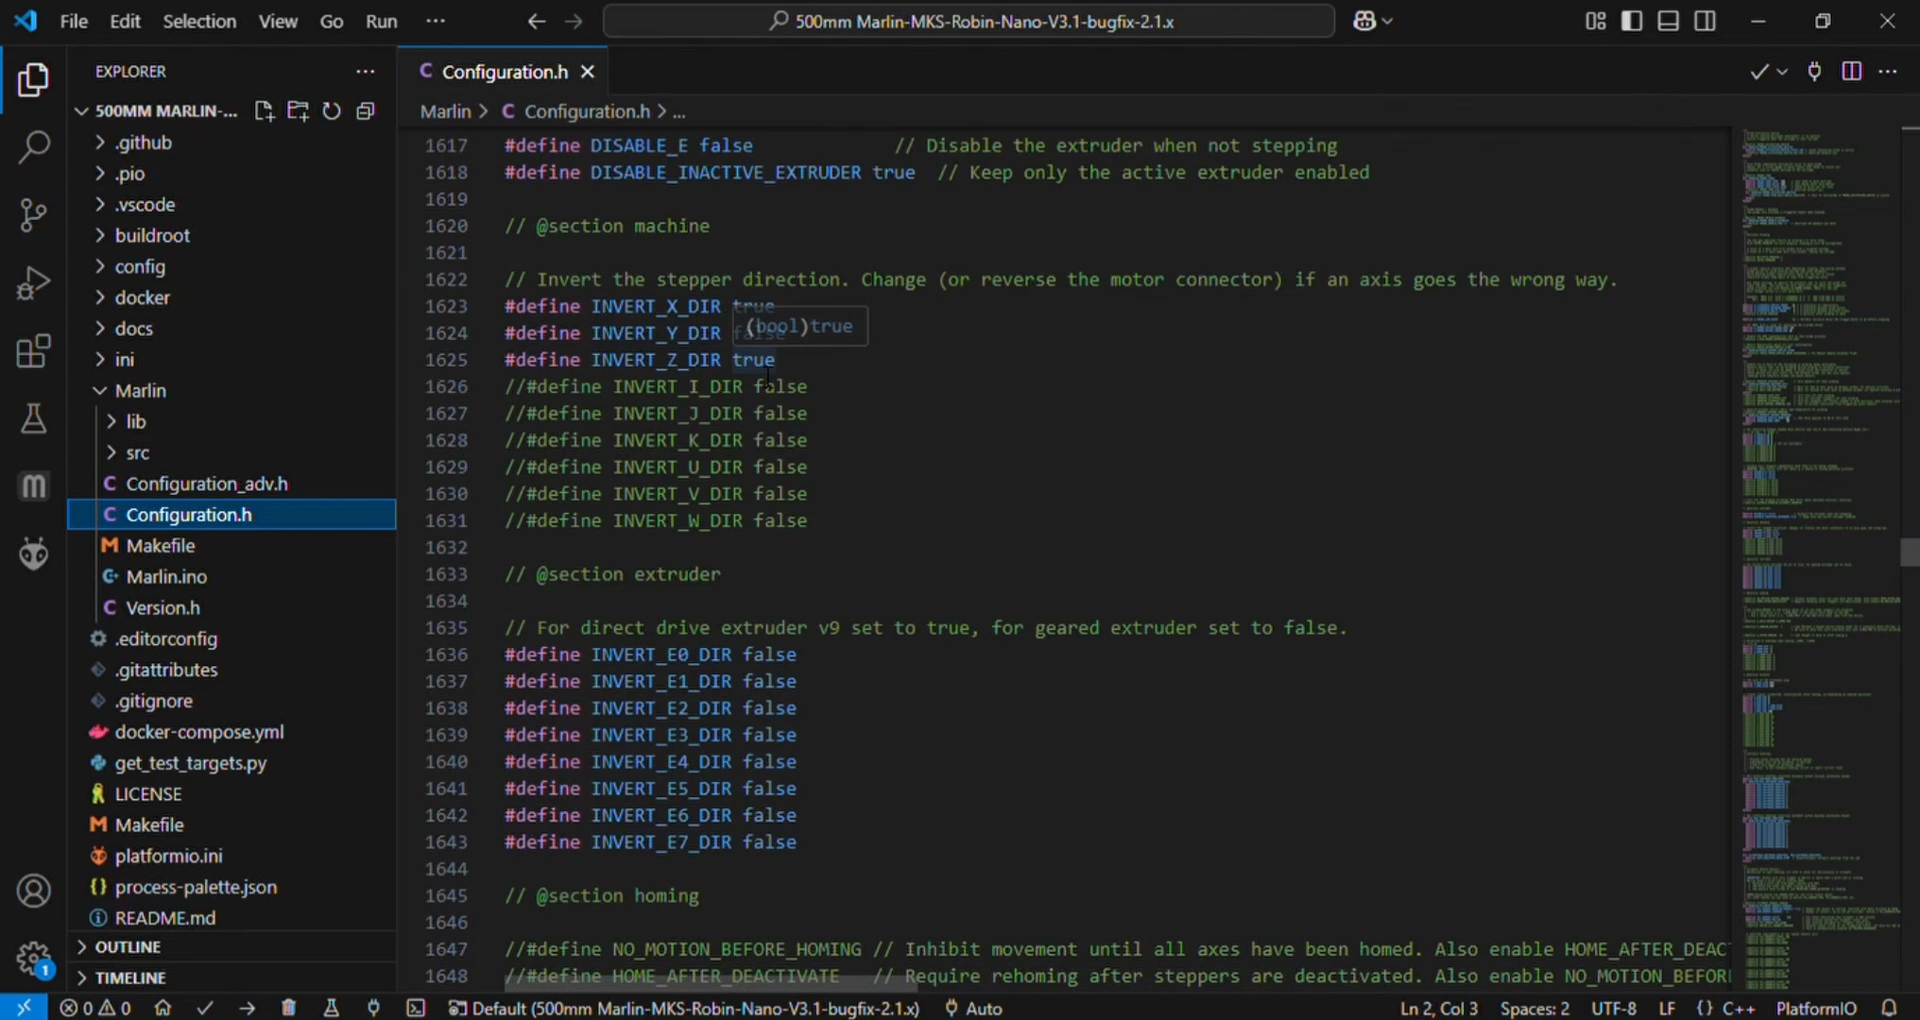 File Edit Selection View Go Run ···
500mm Marlin-MKS-Robin-Nano-V3.1-bugfix-2.1.x
EXPLORER
500MM MARLIN-...
.github
.pio
.vscode
buildroot
config
docker
docs
ini
Marlin
lib
src
C Configuration_adv.h
C Configuration.h
M Makefile
Marlin.ino
C Version.h
.editorconfig
.gitattributes
.gitignore
docker-compose.yml
get_test_targets.py
LICENSE
M Makefile
platformio.ini
{} process-palette.json
README.md
OUTLINE
TIMELINE
C Configuration.h
Marlin > C Configuration.h > ...
1617 #define DISABLE_E false // Disable the extruder when not stepping
1618 #define DISABLE_INACTIVE_EXTRUDER true // Keep only the active extruder enabled
1619
1620 // @section machine
1621
1622 // Invert the stepper direction. Change (or reverse the motor connector) if an axis goes the wrong way.
1623 #define INVERT_X_DIR true
(bool)true
1624 #define INVERT_Y_DIR false
1625 #define INVERT_Z_DIR true
1626 //#define INVERT_I_DIR false
1627 //#define INVERT_J_DIR false
1628 //#define INVERT_K_DIR false
1629 //#define INVERT_U_DIR false
1630 //#define INVERT_V_DIR false
1631 //#define INVERT_W_DIR false
1632
1633 // @section extruder
1634
1635 // For direct drive extruder v9 set to true, for geared extruder set to false.
1636 #define INVERT_E0_DIR false
1637 #define INVERT_E1_DIR false
1638 #define INVERT_E2_DIR false
1639 #define INVERT_E3_DIR false
1640 #define INVERT_E4_DIR false
1641 #define INVERT_E5_DIR false
1642 #define INVERT_E6_DIR false
1643 #define INVERT_E7_DIR false
1644
1645 // @section homing
1646
1647 //#define NO_MOTION_BEFORE_HOMING // Inhibit movement until all axes have been homed. Also enable HOME_AFTER_DEAC
1648 //#define HOME_AFTER_DEACTIVATE // Require rehoming after steppers are deactivated. Also enable NO_MOTION_BEFOR
1
0 0 Default (500mm Marlin-MKS-Robin-Nano-V3.1-bugfix-2.1.x) Auto Ln 2, Col 3 Spaces: 2 UTF-8 LF {} C++ PlatformIO